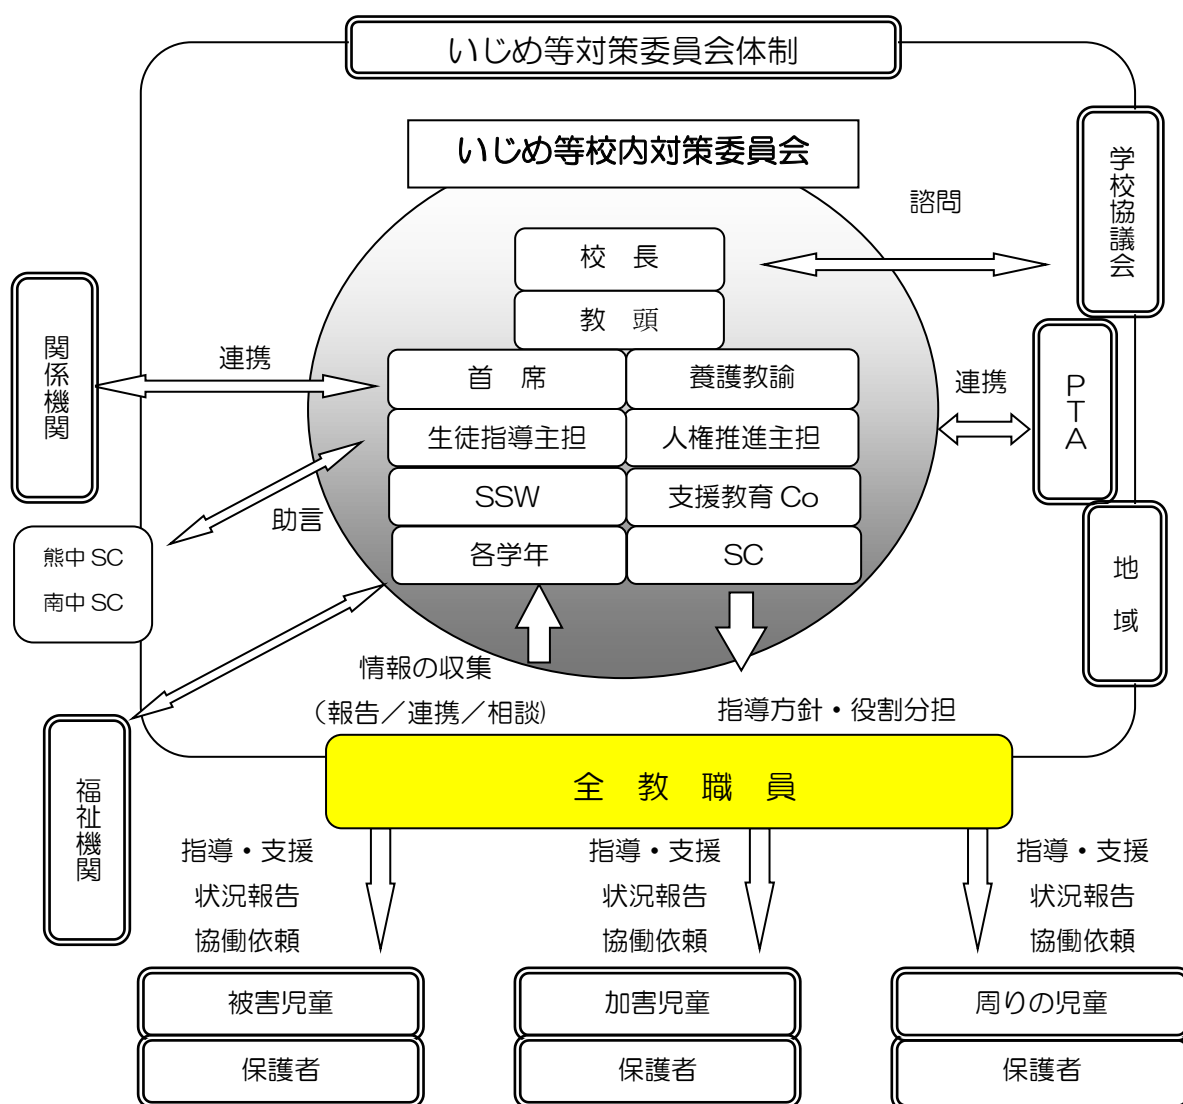 いじめ等対策委員会体制
いじめ等校内対策委員会
諮問
学校協議会
校　長
教　頭
関係機関
連携
首　席
養護教諭
連携
PTA
生徒指導主担
人権推進主担
SSW
支援教育 Co
助言
各学年
SC
熊中 SC
南中 SC
地域
情報の収集
（報告／連携／相談）
指導方針・役割分担
全　教　職　員
福祉機関
指導・支援
状況報告
協働依頼
指導・支援
状況報告
協働依頼
指導・支援
状況報告
協働依頼
被害児童
保護者
加害児童
保護者
周りの児童
保護者